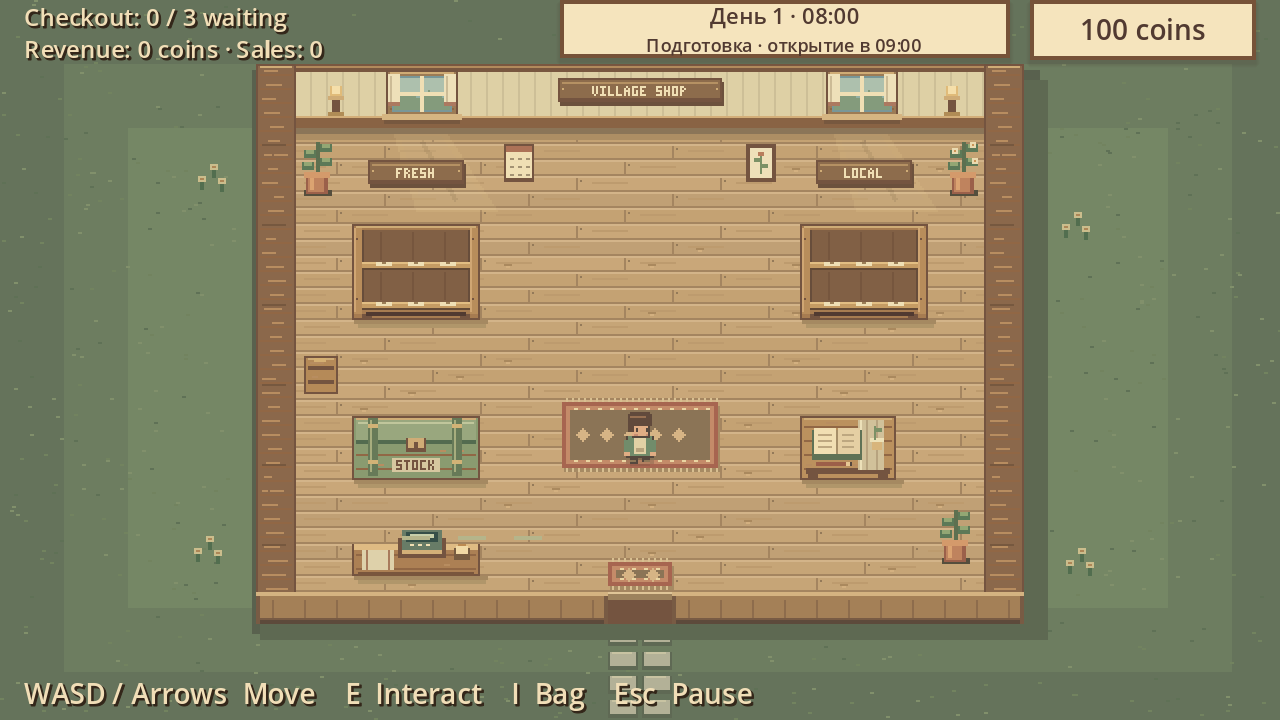 Checkout: 0 / 3 waiting
Revenue: 0 coins · Sales: 0
День 1 · 08:00
Подготовка · открытие в 09:00
100 coins
VILLAGE SHOP
FRESH
LOCAL
STOCK
WASD / Arrows Move E Interact I Bag Esc Pause